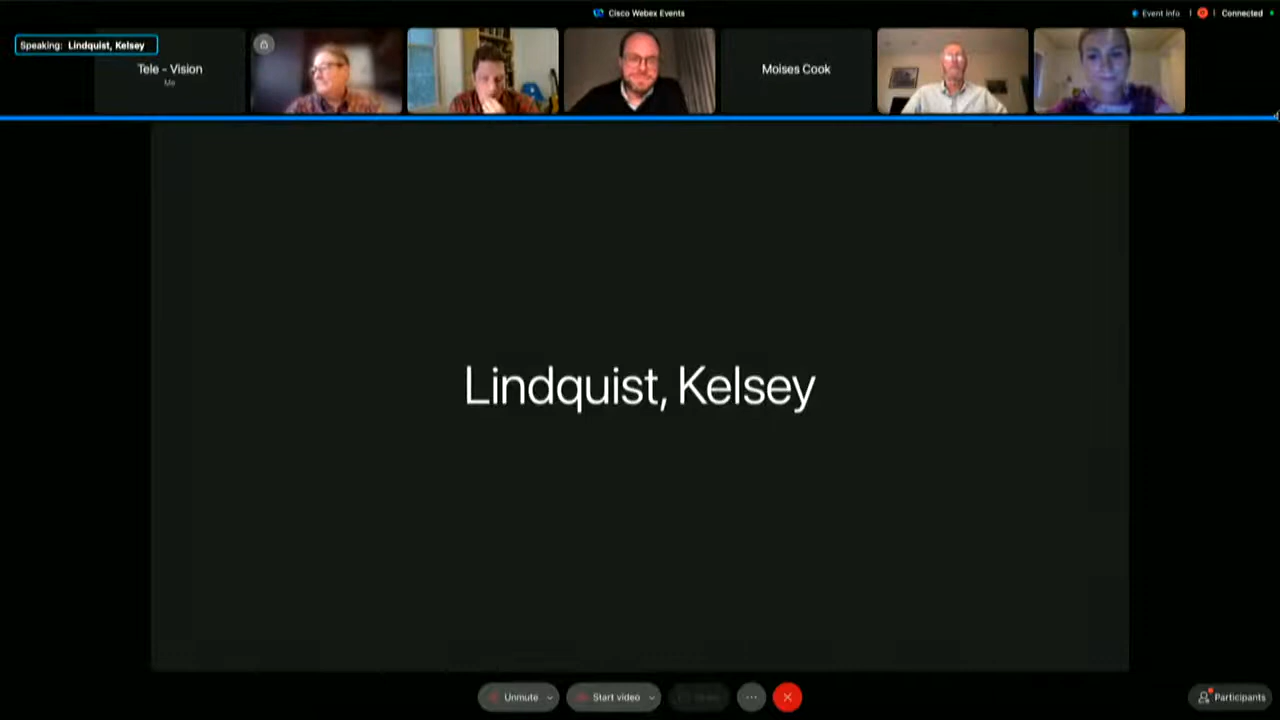 Cisco Webex Events
Event info
Connected
Speaking: Lindquist, Kelsey
Tele - Vision
Me
Moises Cook
Lindquist, Kelsey
Unmute
Start video
Participants